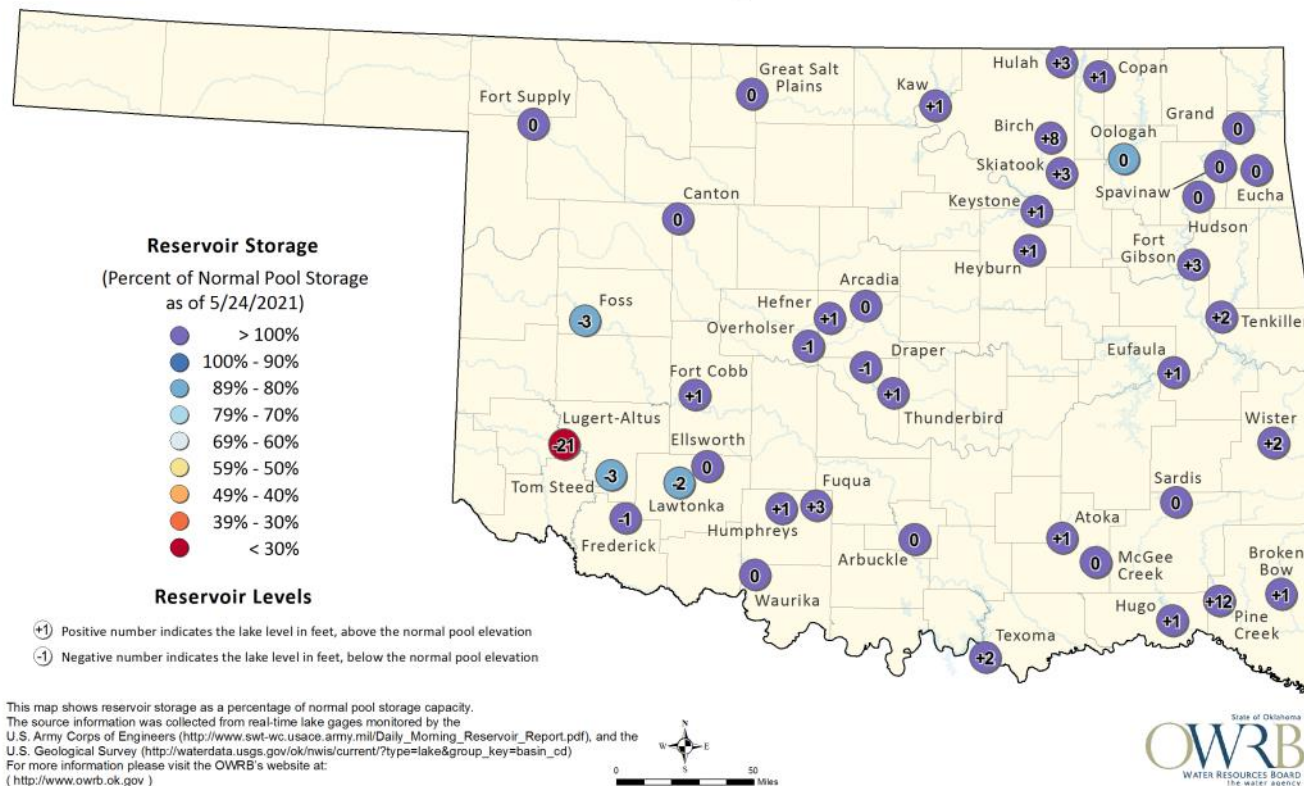 Hulah
+3
Copan
+1
Great Salt
Plains
0
Kaw
+1
Fort Supply
0
Grand
0
Birch
+8
Oologah
0
Skiatook
+3
Spavinaw
0
Eucha
0
Canton
0
Keystone
+1
Hudson
0
Heyburn
+1
Fort
Gibson
+3
Reservoir Storage
(Percent of Normal Pool Storage
as of 5/24/2021)
> 100%
100% - 90%
89% - 80%
79% - 70%
69% - 60%
59% - 50%
49% - 40%
39% - 30%
< 30%
Foss
-3
Arcadia
0
Hefner
+1
Overholser
-1
Tenkiller
+2
Draper
-1
Eufaula
+1
Fort Cobb
+1
Thunderbird
+1
Lugert-Altus
-21
Ellsworth
0
Wister
+2
Tom Steed
-3
Lawtonka
-2
Sardis
0
Fuqua
+3
Humphreys
+1
Frederick
-1
Atoka
+1
Arbuckle
0
McGee
Creek
0
Broken
Bow
+1
Waurika
0
Hugo
+1
Pine
Creek
+12
Texoma
+2
Reservoir Levels
+1 Positive number indicates the lake level in feet, above the normal pool elevation
-1 Negative number indicates the lake level in feet, below the normal pool elevation
This map shows reservoir storage as a percentage of normal pool storage capacity.
The source information was collected from real-time lake gages monitored by the
U.S. Army Corps of Engineers (http://www.swt-wc.usace.army.mil/Daily_Morning_Reservoir_Report.pdf), and the
U.S. Geological Survey (http://waterdata.usgs.gov/ok/nwis/current/?type=lake&group_key=basin_cd)
For more information please visit the OWRB's website at:
( http://www.owrb.ok.gov )
N
W E
S
0 50
Miles
State of Oklahoma
OWRB
WATER RESOURCES BOARD
the water agency